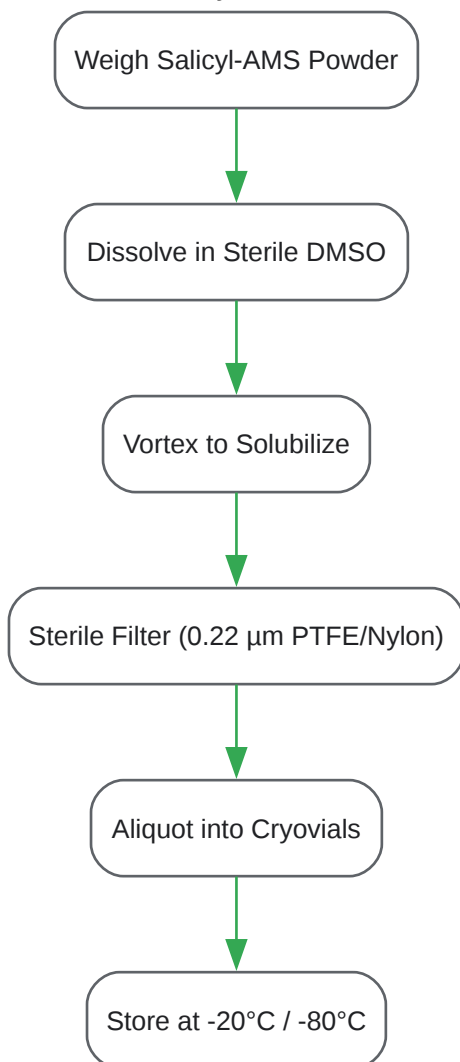 Weigh Salicyl-AMS Powder
Dissolve in Sterile DMSO
Vortex to Solubilize
Sterile Filter (0.22 µm PTFE/Nylon)
Aliquot into Cryovials
Store at -20°C / -80°C